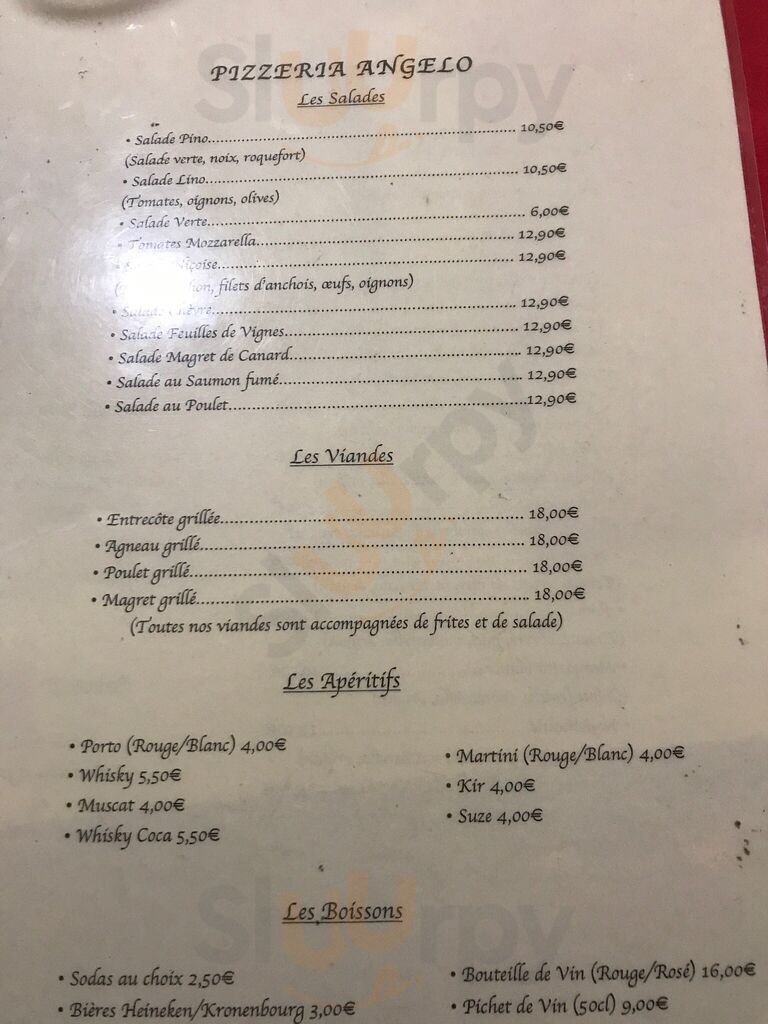 PIZZERIA ANGELO
Les Salades
• Salade Pino.......... 10,50€
(Salade verte, noix, roquefort)
• Salade Lino.......... 10,50€
(Tomates, oignons, olives)
• Salade Verte.......... 6,00€
• Tomates Mozzarella.......... 12,90€
12,90€
filets d'anchois, œufs, oignons)
• Salade Chèvre.......... 12,90€
• Salade Feuilles de Vignes.......... 12,90€
• Salade Magret de Canard.......... 12,90€
• Salade au Saumon fumé.......... 12,90€
• Salade au Poulet.......... 12,90€
Les Viandes
• Entrecôte grillée.......... 18,00€
• Agneau grillé.......... 18,00€
• Poulet grillé.......... 18,00€
• Magret grillé.......... 18,00€
(Toutes nos viandes sont accompagnées de frites et de salade)
Les Apéritifs
• Porto (Rouge/Blanc) 4,00€
• Whisky 5,50€
• Muscat 4,00€
• Whisky Coca 5,50€
• Martini (Rouge/Blanc) 4,00€
• Kir 4,00€
• Suze 4,00€
Les Boissons
• Sodas au choix 2,50€
• Bières Heineken/Kronenbourg 3,00€
• Bouteille de Vin (Rouge/Rosé) 16,00€
• Pichet de Vin (50cl) 9,00€
Sluurpy
Sluurpy
Sluurpy